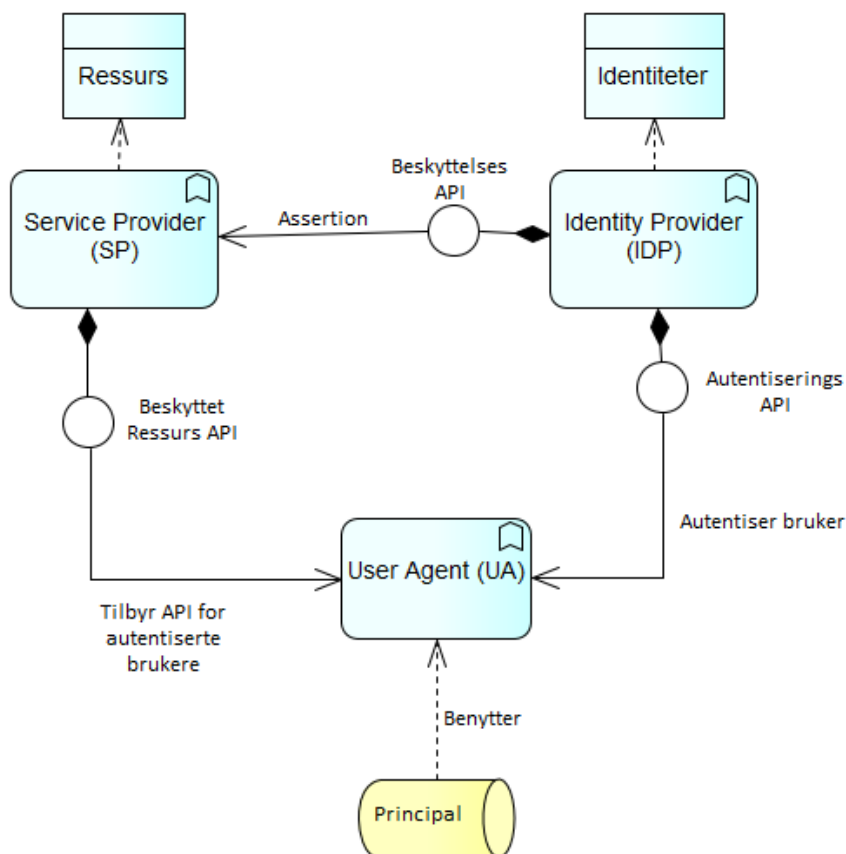 Ressurs
Identiteter
Beskyttelses
API
Service Provider
(SP)
Assertion
Identity Provider
(IDP)
Beskyttet
Ressurs API
Autentiserings
API
Autentiser bruker
User Agent (UA)
Tilbyr API for
autentiserte
brukere
Benytter
Principal